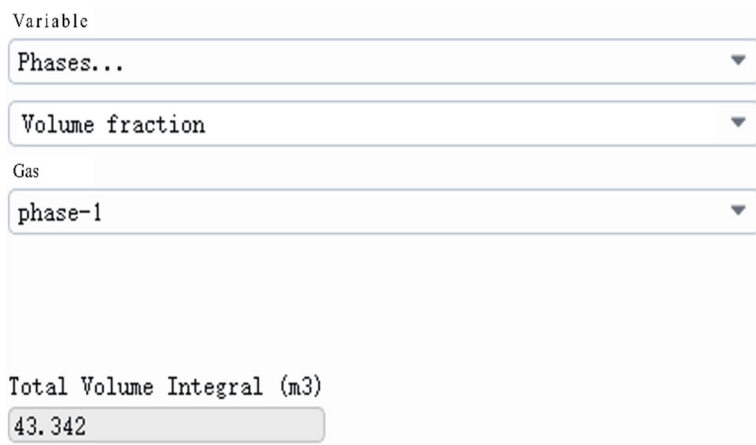 Variable
Phases...
Volume fraction
Gas
phase-1
Total Volume Integral (m3)
43.342